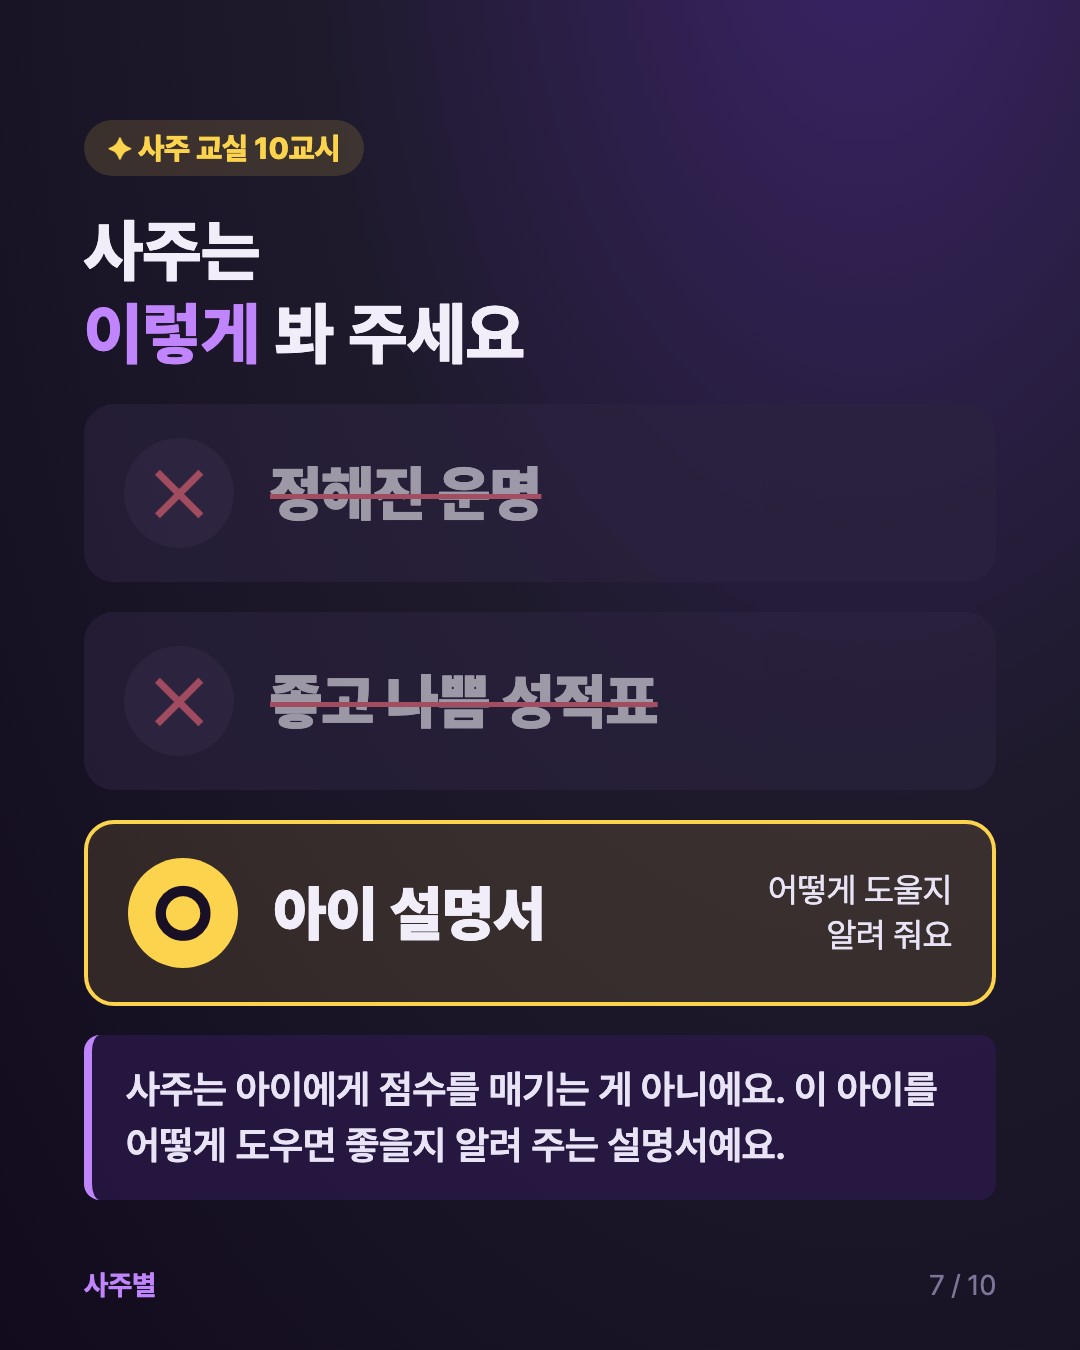 ✦ 사주 교실 10교시
사주는
이렇게 봐 주세요
정해진 운명
좋고 나쁨 성적표
아이 설명서
어떻게 도울지
알려 줘요
사주는 아이에게 점수를 매기는 게 아니에요. 이 아이를
어떻게 도우면 좋을지 알려 주는 설명서예요.
사주별
7 / 10